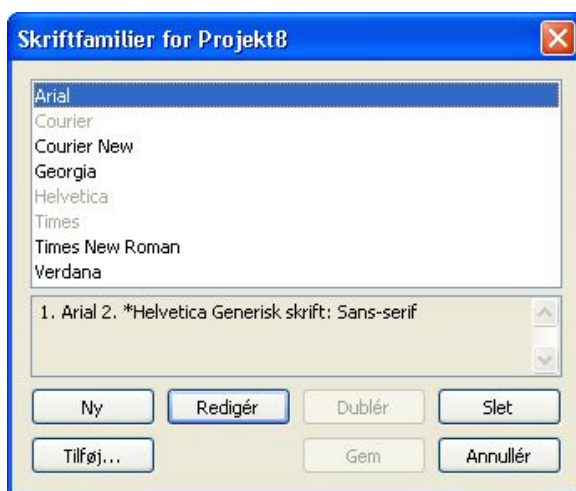 Skriftfamilier for Projekt8
Arial
Courier
Courier New
Georgia
Helvetica
Times
Times New Roman
Verdana
1. Arial 2. *Helvetica Generisk skrift: Sans-serif
Ny Redigér Dublér Slet
Tilføj... Gem Annullér